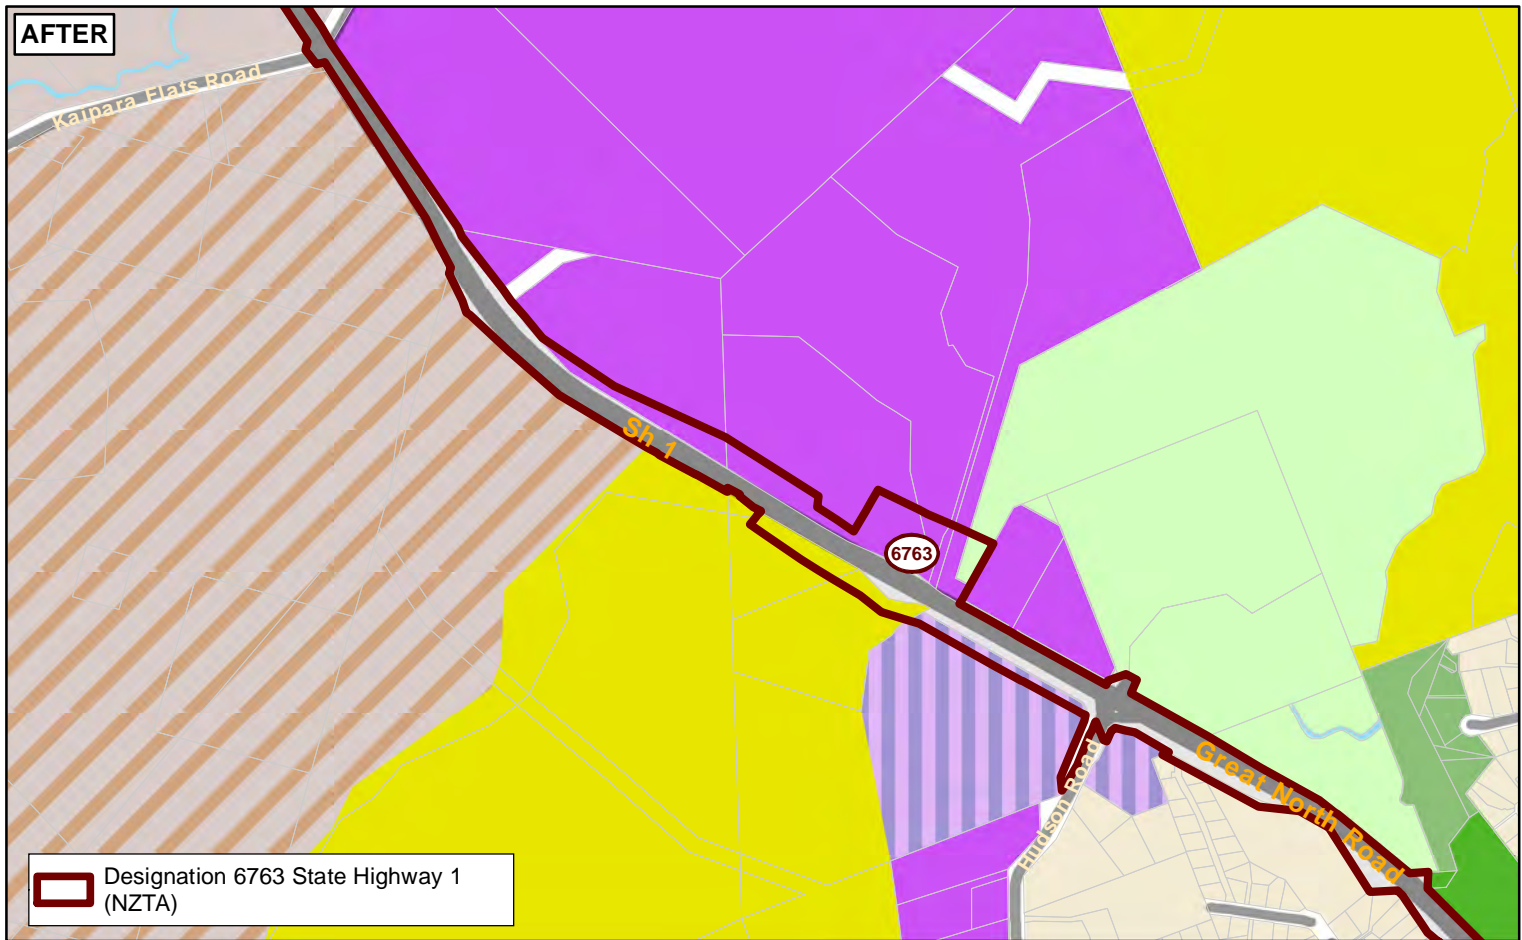 AFTER
Kaipara Flats Road
Sh 1
6763
Great North Road
Hudson Road
Designation 6763 State Highway 1
(NZTA)